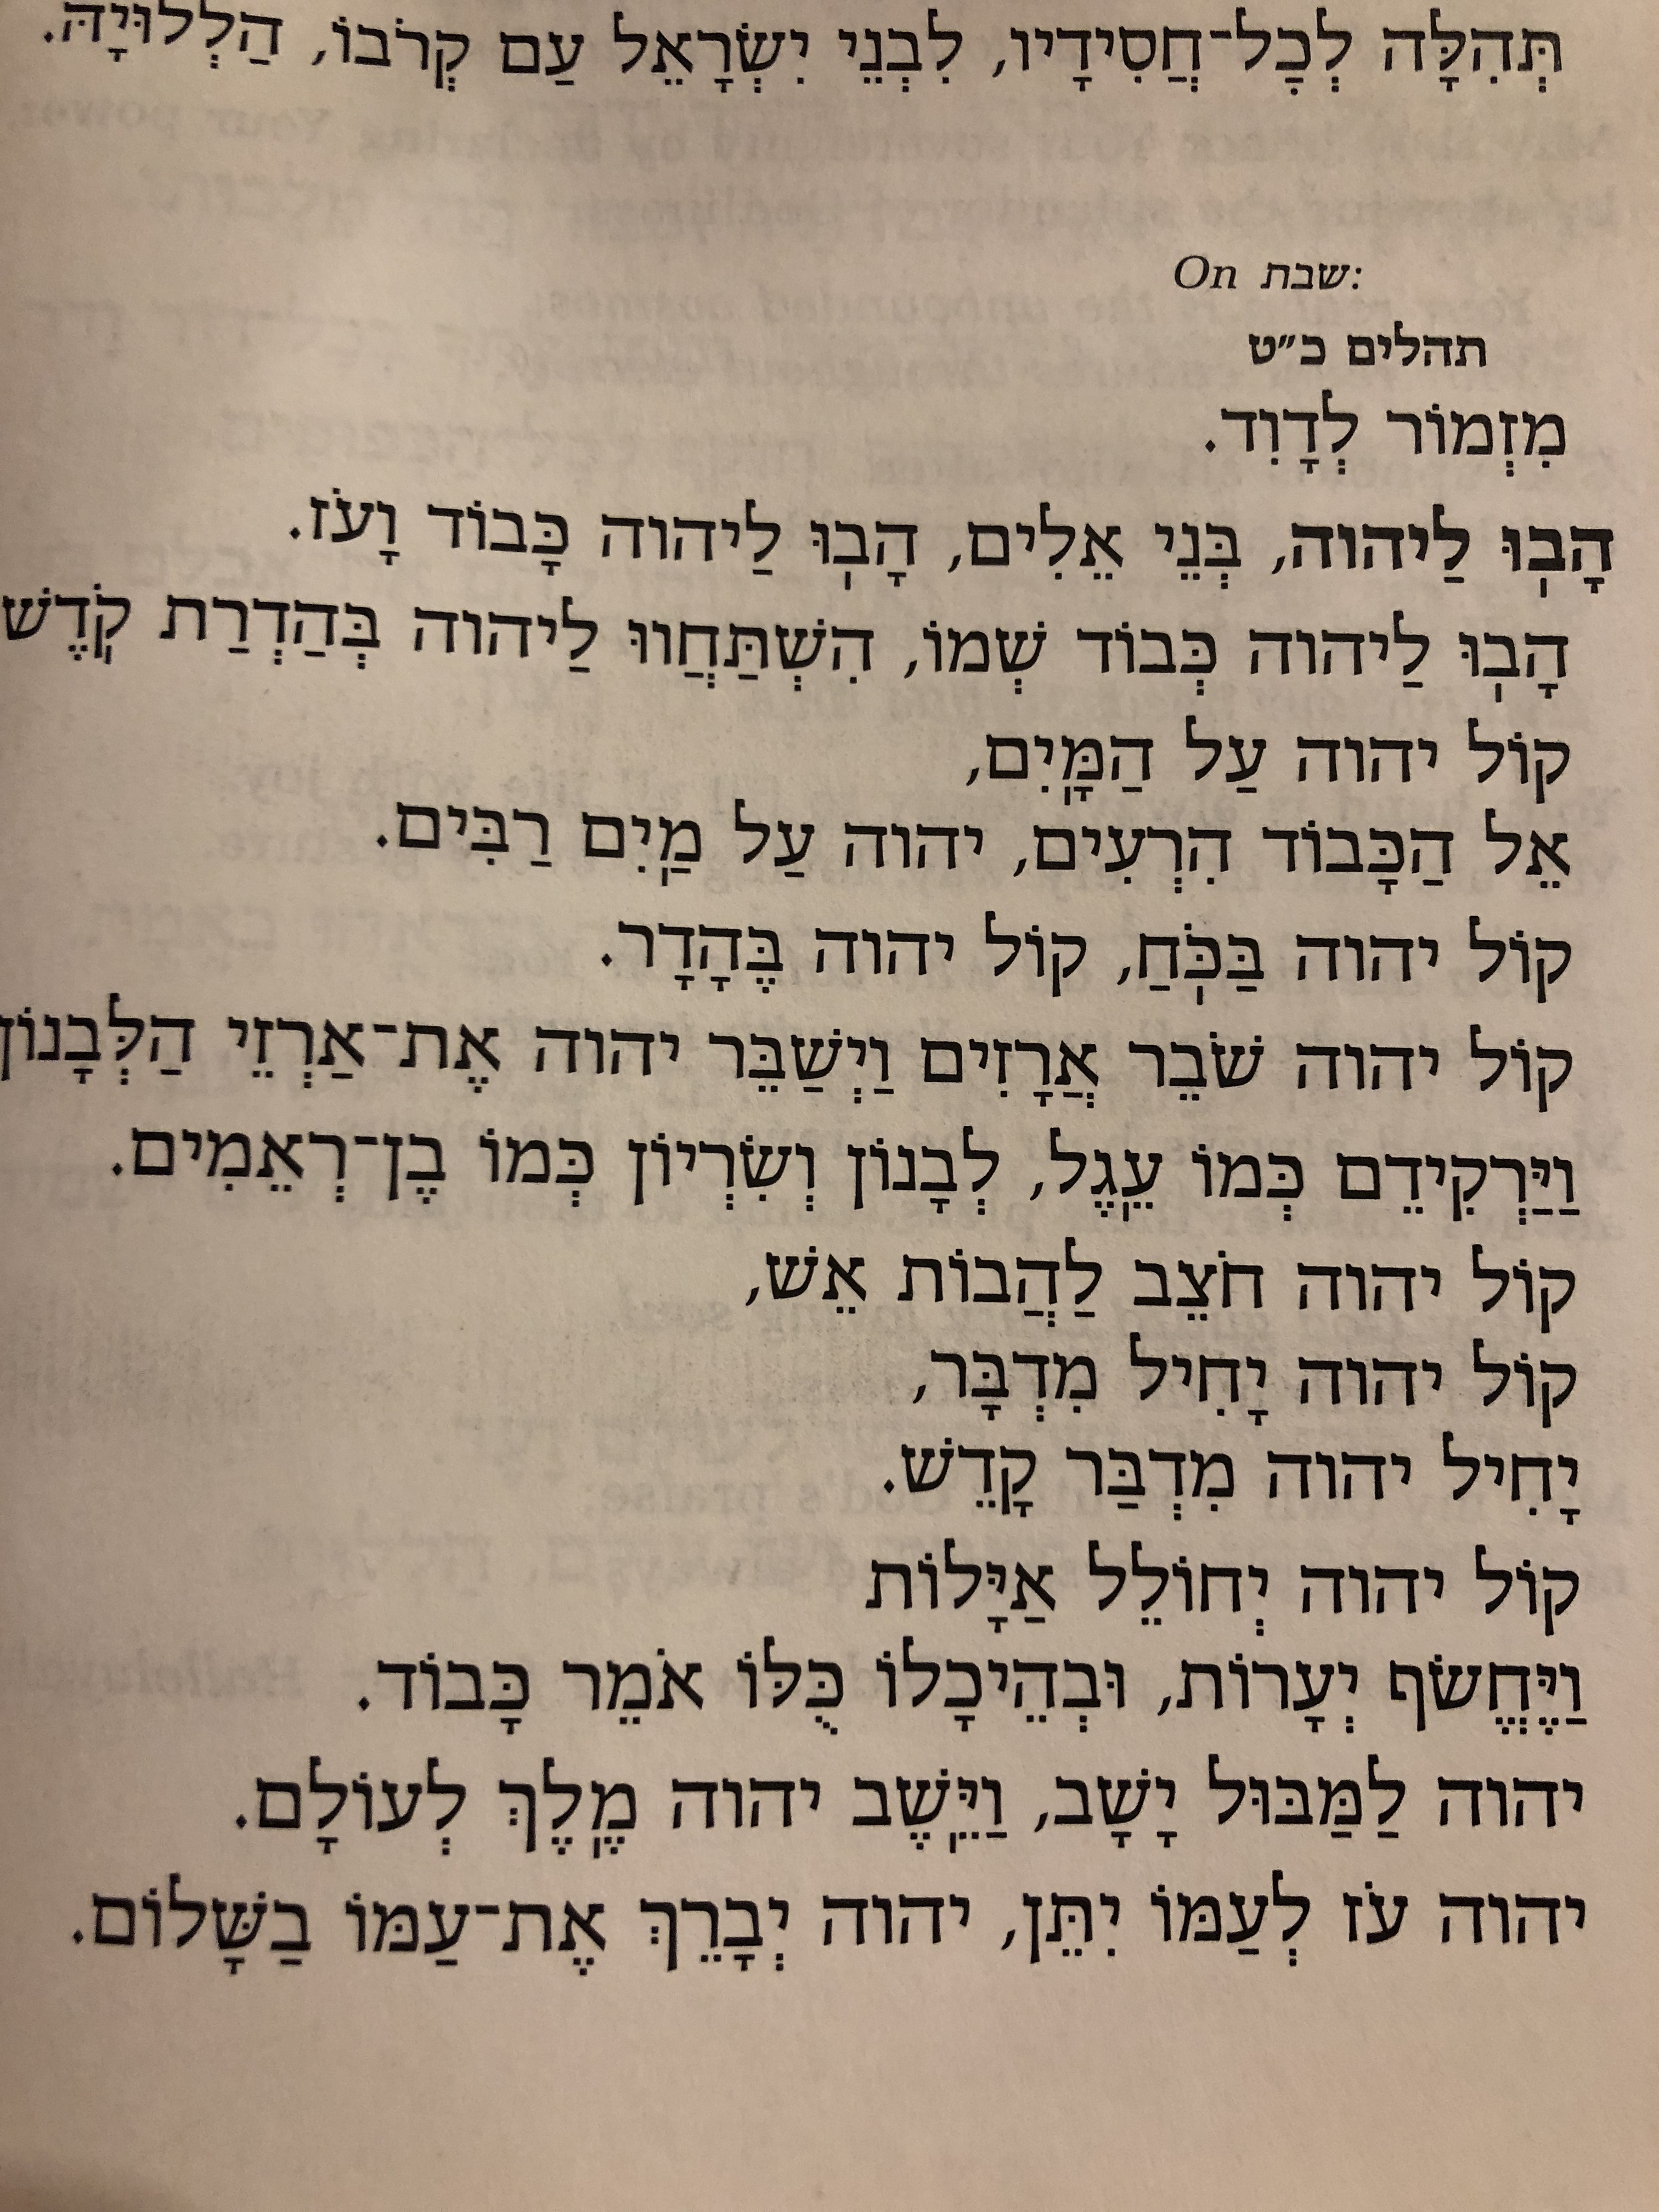 תְּהִלָּה לְכָל־חֲסִידָיו, לִבְנֵי יִשְׂרָאֵל עַם קְרֹבוֹ, הַלְלוּיָהּ.
On שבת:
תהלים כ״ט
מִזְמוֹר לְדָוִד.
הָבֽוּ לַיהוה, בְּנֵי אֵלִים, הָבֽוּ לַיהוה כָּבוֹד וָעֹז.
הָבֽוּ לַיהוה כְּבוֹד שְׁמוֹ, הִשְׁתַּחֲווּ לַיהוה בְּהַדְרַת קֹֽדֶשׁ
קוֹל יהוה עַל הַמָּֽיִם,
אֵל הַכָּבוֹד הִרְעִים, יהוה עַל מַֽיִם רַבִּים.
קוֹל יהוה בַּכֹּֽחַ, קוֹל יהוה בֶּהָדָר.
קוֹל יהוה שֹׁבֵר אֲרָזִים וַיְשַׁבֵּר יהוה אֶת־אַרְזֵי הַלְּבָנוֹן
וַיַּרְקִידֵם כְּמוֹ עֵֽגֶל, לְבָנוֹן וְשִׂרְיוֹן כְּמוֹ בֶן־רְאֵמִים.
קוֹל יהוה חֹצֵב לַהֲבוֹת אֵשׁ,
קוֹל יהוה יָחִיל מִדְבָּר,
יָחִיל יהוה מִדְבַּר קָדֵשׁ.
קוֹל יהוה יְחוֹלֵל אַיָּלוֹת
וַיֶּחֱשֹׂף יְעָרוֹת, וּבְהֵיכָלוֹ כֻּלּוֹ אֹמֵר כָּבוֹד.
יהוה לַמַּבּוּל יָשָׁב, וַיֵּֽשֶׁב יהוה מֶֽלֶךְ לְעוֹלָם.
יהוה עֹז לְעַמּוֹ יִתֵּן, יהוה יְבָרֵךְ אֶת־עַמּוֹ בַשָּׁלוֹם.